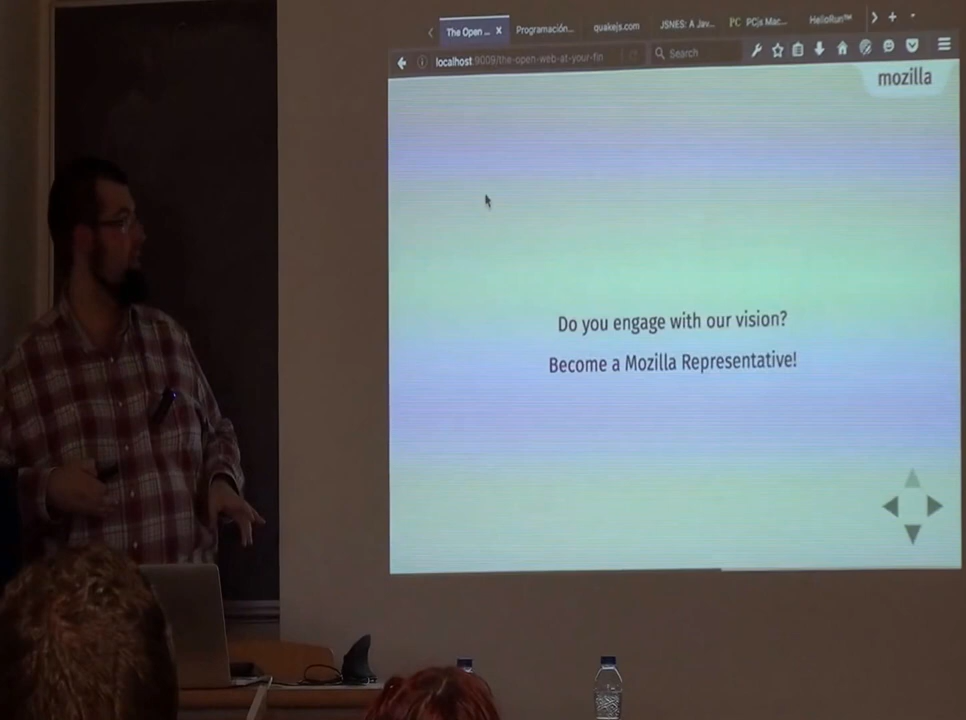 The Open ...
Programación...
quakejs.com
JSNES: A Jav...
PC PCjs Mac...
HelloRun™
localhost:9009/the-open-web-at-your-fin
Search
mozilla
Do you engage with our vision?
Become a Mozilla Representative!